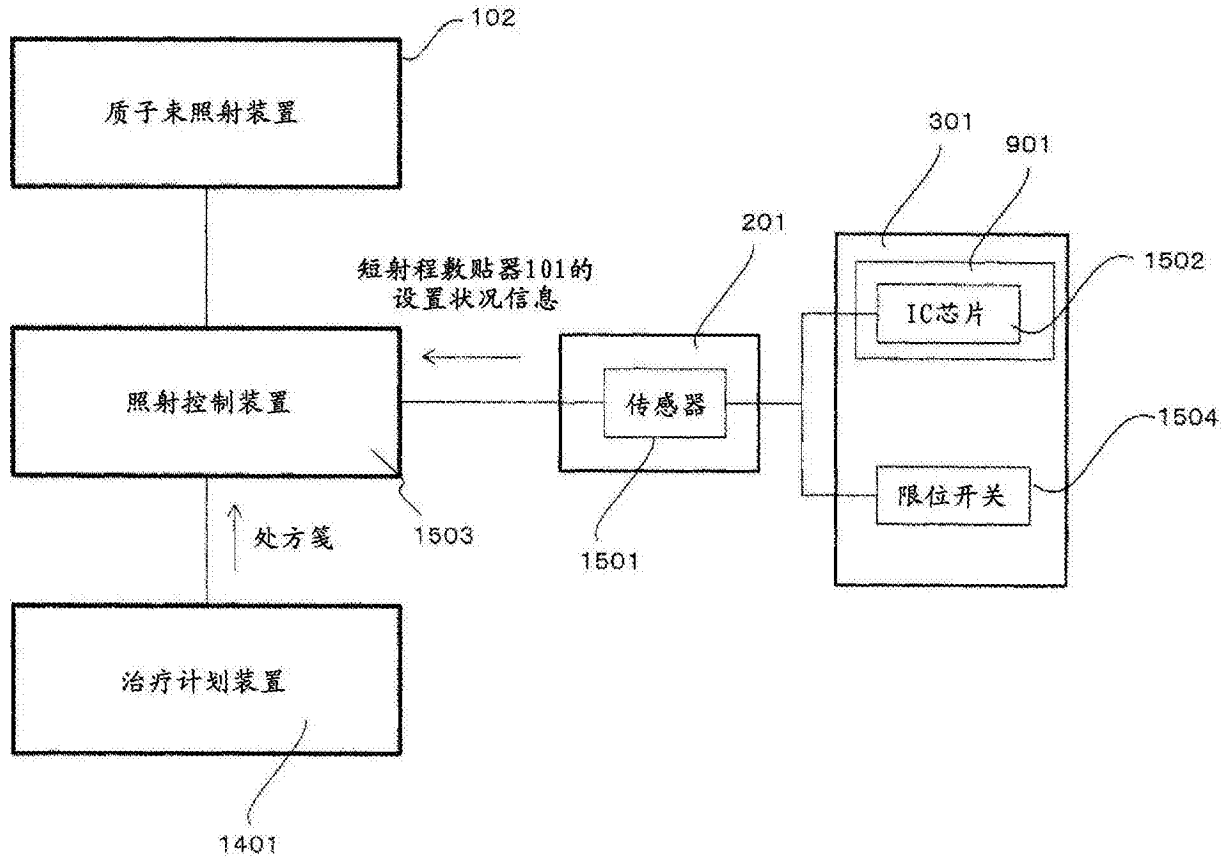 102
质子束照射装置
301
901
201
1502
短射程敷贴器101的
设置状况信息
IC芯片
照射控制装置
传感器
1504
限位开关
处方笺
1503
1501
治疗计划装置
1401